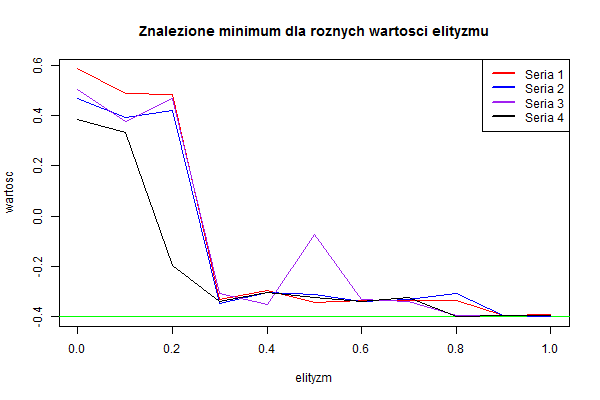 Znalezione minimum dla roznych wartosci elityzmu
Seria 1
Seria 2
Seria 3
Seria 4
wartosc
0.6
0.4
0.2
0.0
-0.2
-0.4
0.0 0.2 0.4 0.6 0.8 1.0
elityzm